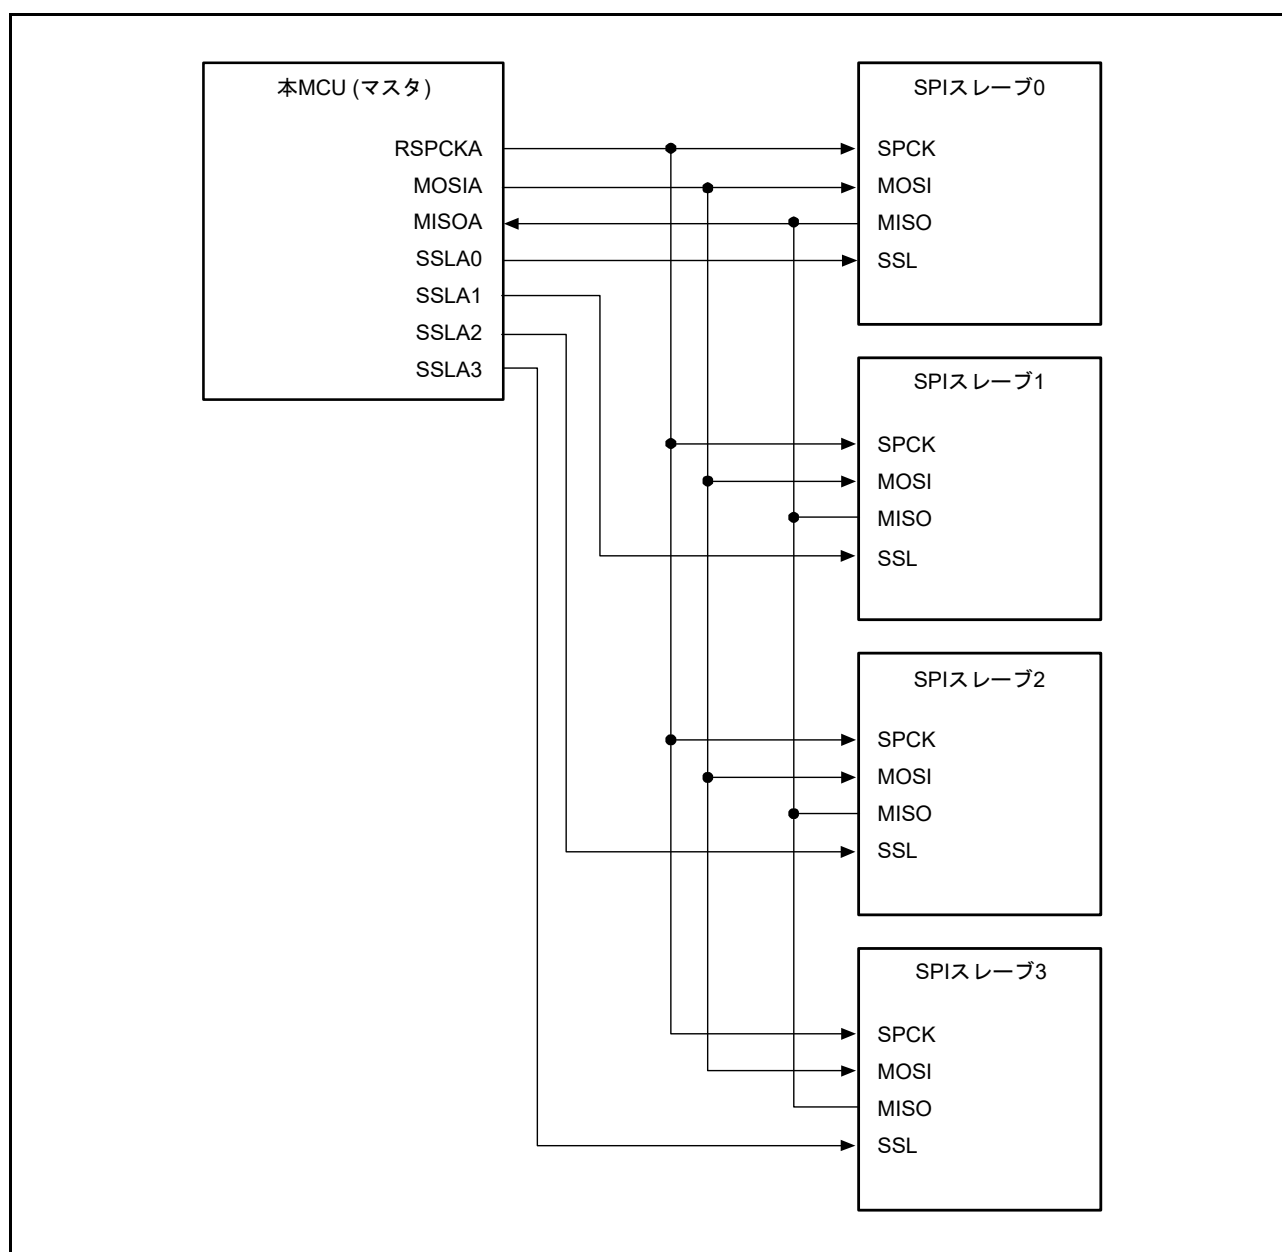 本MCU (マスタ)
RSPCKA
MOSIA
MISOA
SSLA0
SSLA1
SSLA2
SSLA3
SPIスレーブ0
SPCK
MOSI
MISO
SSL
SPIスレーブ1
SPCK
MOSI
MISO
SSL
SPIスレーブ2
SPCK
MOSI
MISO
SSL
SPIスレーブ3
SPCK
MOSI
MISO
SSL